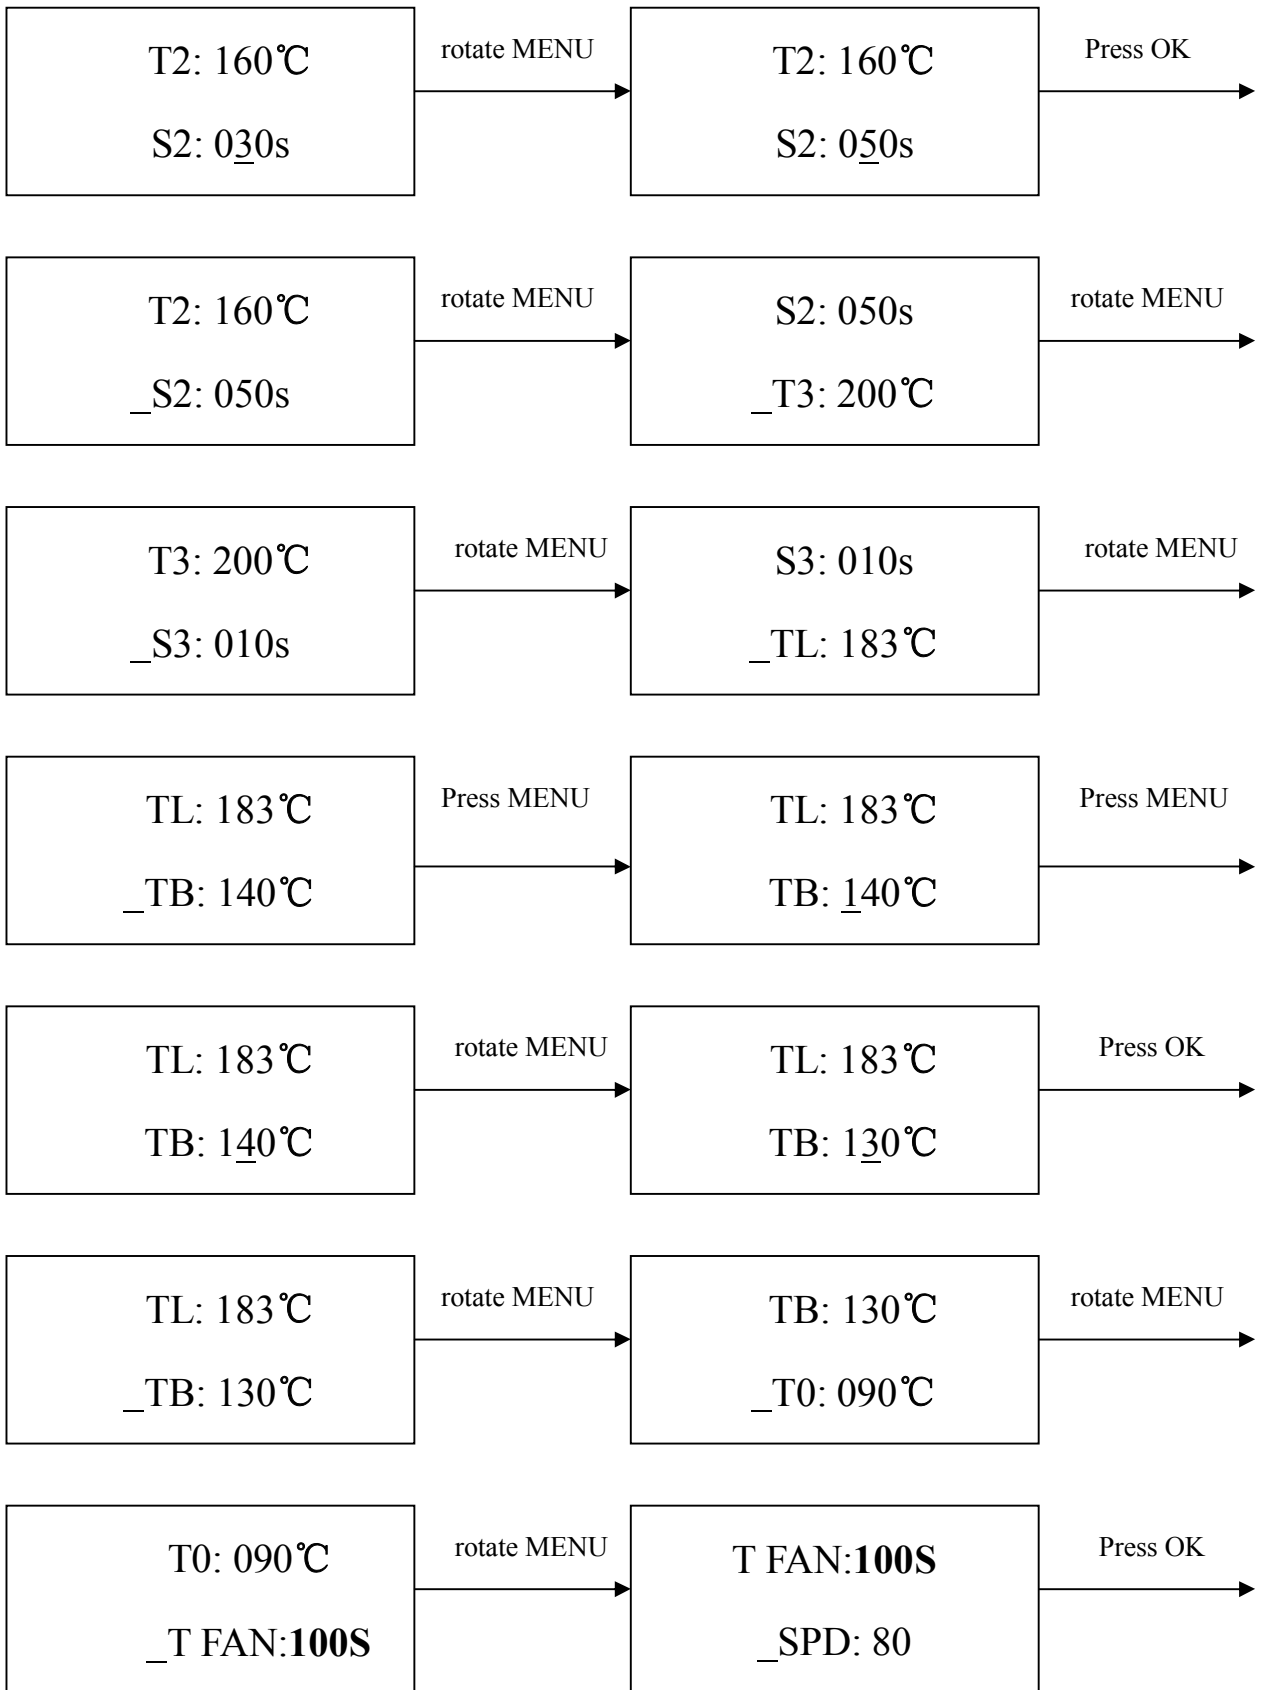 T2: 160℃
S2: 030s
rotate MENU
T2: 160℃
S2: 050s
Press OK
T2: 160℃
_S2: 050s
rotate MENU
S2: 050s
_T3: 200℃
rotate MENU
T3: 200℃
_S3: 010s
rotate MENU
S3: 010s
_TL: 183℃
rotate MENU
TL: 183℃
_TB: 140℃
Press MENU
TL: 183℃
TB: 140℃
Press MENU
TL: 183℃
TB: 140℃
rotate MENU
TL: 183℃
TB: 130℃
Press OK
TL: 183℃
_TB: 130℃
rotate MENU
TB: 130℃
_T0: 090℃
rotate MENU
T0: 090℃
_T FAN:100S
rotate MENU
T FAN:100S
_SPD: 80
Press OK